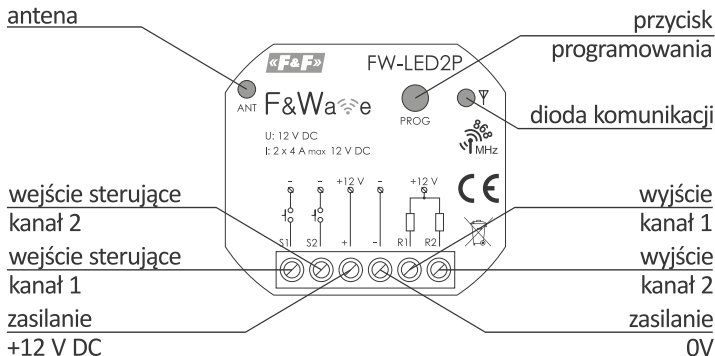 antena
przycisk
programowania
«F&F»
FW-LED2P
ANT
F&Wave
PROG
dioda komunikacji
U: 12 V DC
I: 2 x 4 A max 12 V DC
868
MHz
- - +12 V - +12 V
CE
wejście sterujące
kanał 2
wyjście
kanał 1
S1 S2 + - R1 R2
wejście sterujące
kanał 1
wyjście
kanał 2
zasilanie
+12 V DC
zasilanie
0V